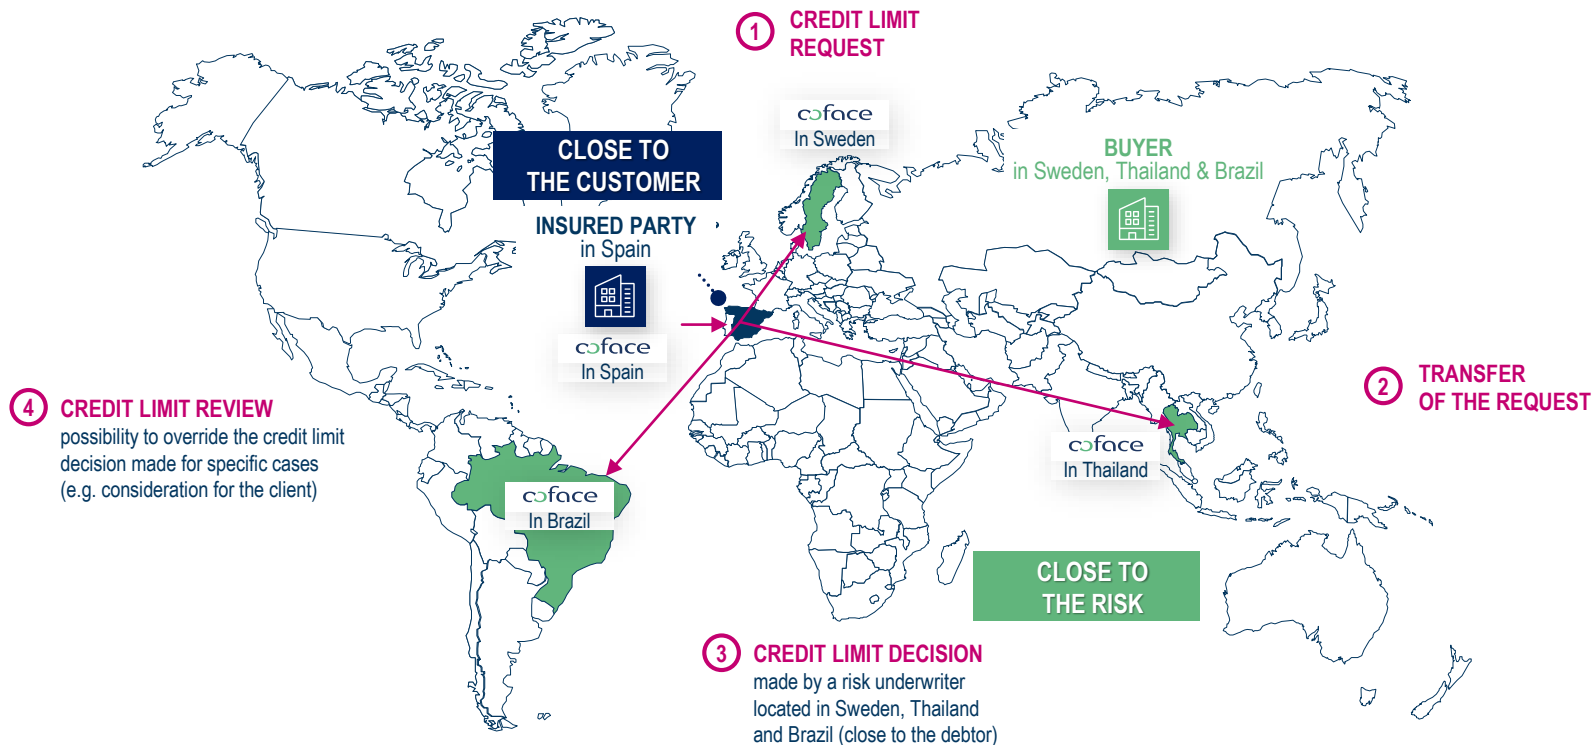 1
CREDIT LIMIT
REQUEST
coface
In Sweden
CLOSE TO
THE CUSTOMER
BUYER
in Sweden, Thailand & Brazil
INSURED PARTY
in Spain
coface
In Spain
2
TRANSFER
OF THE REQUEST
4
CREDIT LIMIT REVIEW
possibility to override the credit limit
decision made for specific cases
(e.g. consideration for the client)
coface
In Thailand
coface
In Brazil
CLOSE TO
THE RISK
3
CREDIT LIMIT DECISION
made by a risk underwriter
located in Sweden, Thailand
and Brazil (close to the debtor)